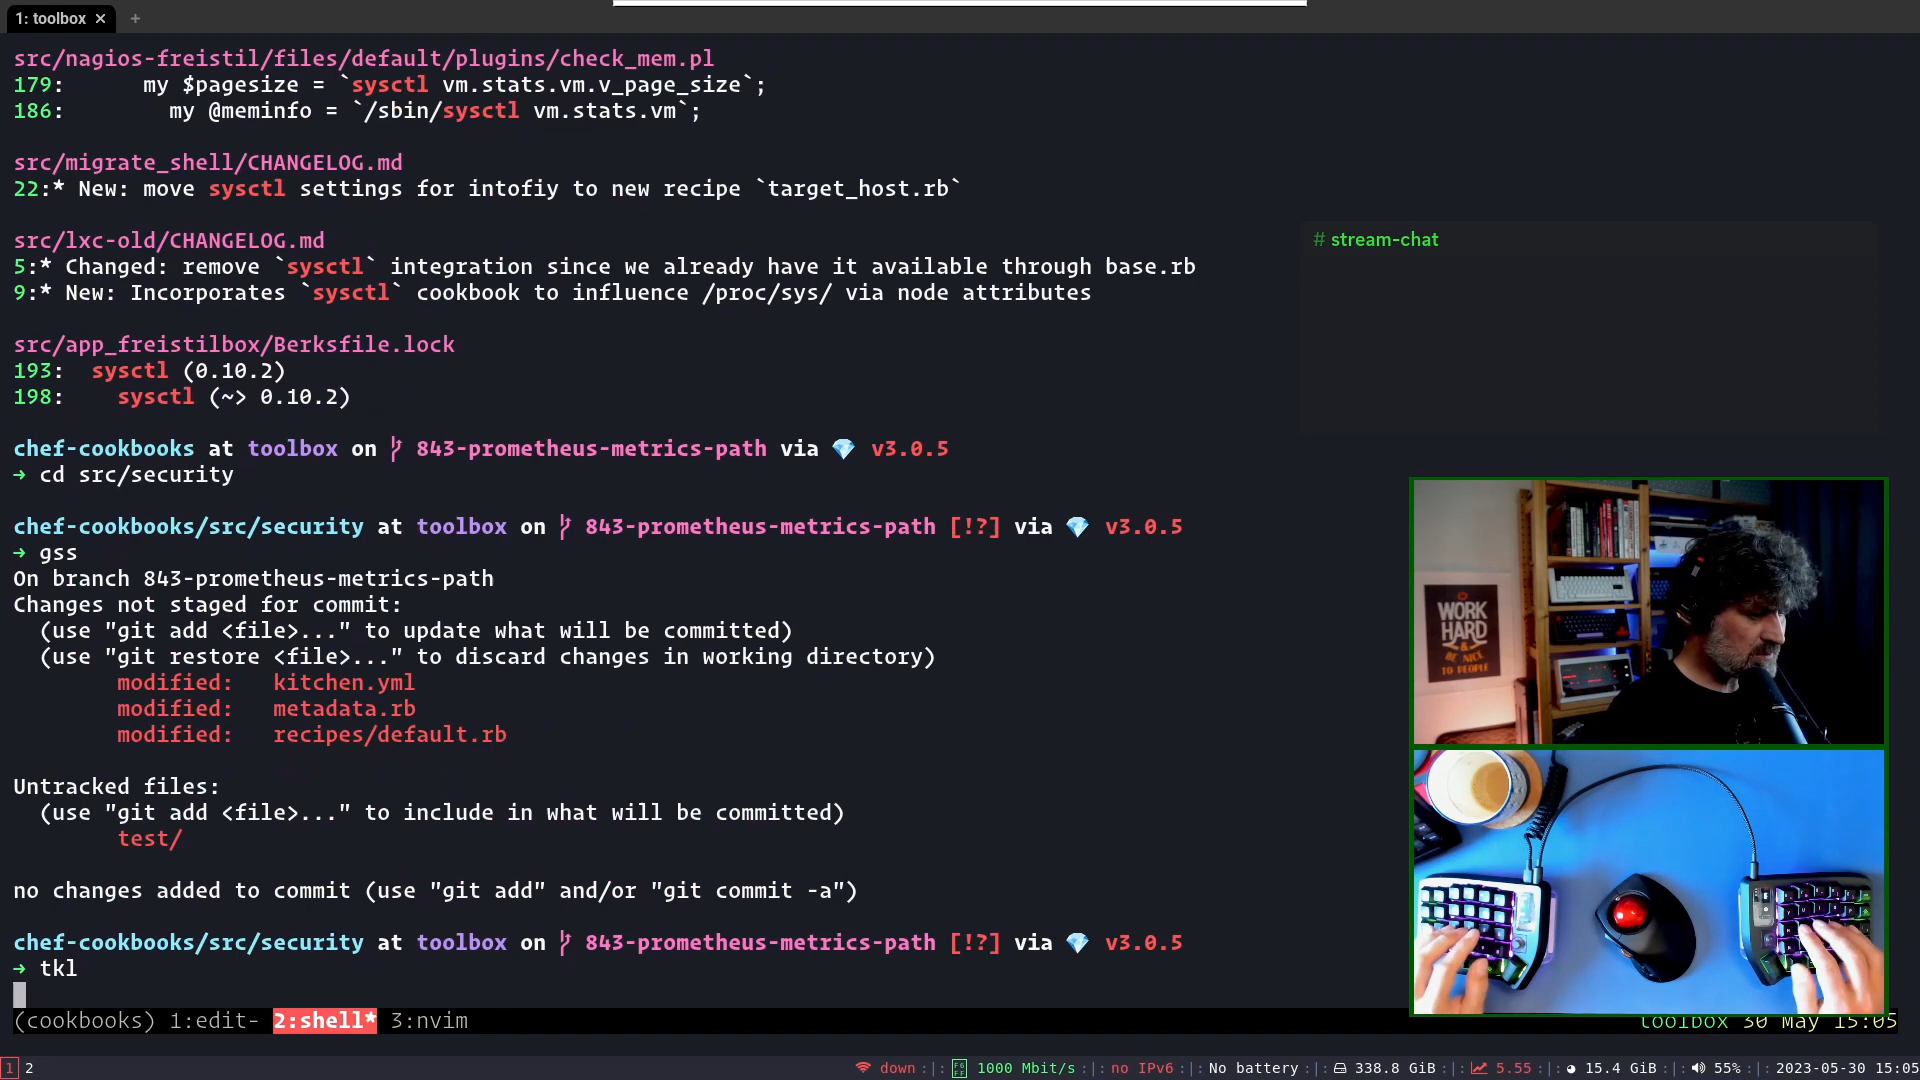 1: toolbox ✕ +
src/nagios-freistil/files/default/plugins/check_mem.pl
179:      my $pagesize = `sysctl vm.stats.vm.v_page_size`;
186:        my @meminfo = `/sbin/sysctl vm.stats.vm`;
src/migrate_shell/CHANGELOG.md
22:* New: move sysctl settings for intofiy to new recipe `target_host.rb`
src/lxc-old/CHANGELOG.md
# stream-chat
5:* Changed: remove `sysctl` integration since we already have it available through base.rb
9:* New: Incorporates `sysctl` cookbook to influence /proc/sys/ via node attributes
src/app_freistilbox/Berksfile.lock
193:  sysctl (0.10.2)
198:    sysctl (~> 0.10.2)
chef-cookbooks at toolbox on 843-prometheus-metrics-path via 💎 v3.0.5
→ cd src/security
chef-cookbooks/src/security at toolbox on 843-prometheus-metrics-path [!?] via 💎 v3.0.5
→ gss
On branch 843-prometheus-metrics-path
Changes not staged for commit:
  (use "git add <file>..." to update what will be committed)
  (use "git restore <file>..." to discard changes in working directory)
        modified:   kitchen.yml
        modified:   metadata.rb
        modified:   recipes/default.rb
WORK
HARD
&
BE NICE
TO PEOPLE
Untracked files:
  (use "git add <file>..." to include in what will be committed)
        test/
no changes added to commit (use "git add" and/or "git commit -a")
chef-cookbooks/src/security at toolbox on 843-prometheus-metrics-path [!?] via 💎 v3.0.5
→ tkl
(cookbooks) 1:edit- 2:shell* 3:nvim toolbox 30 May 15:05
1 2 down :|: 1000 Mbit/s :|: no IPv6 :|: No battery :|: 338.8 GiB :|: 5.55 :|: 15.4 GiB :|: 55% :|: 2023-05-30 15:05